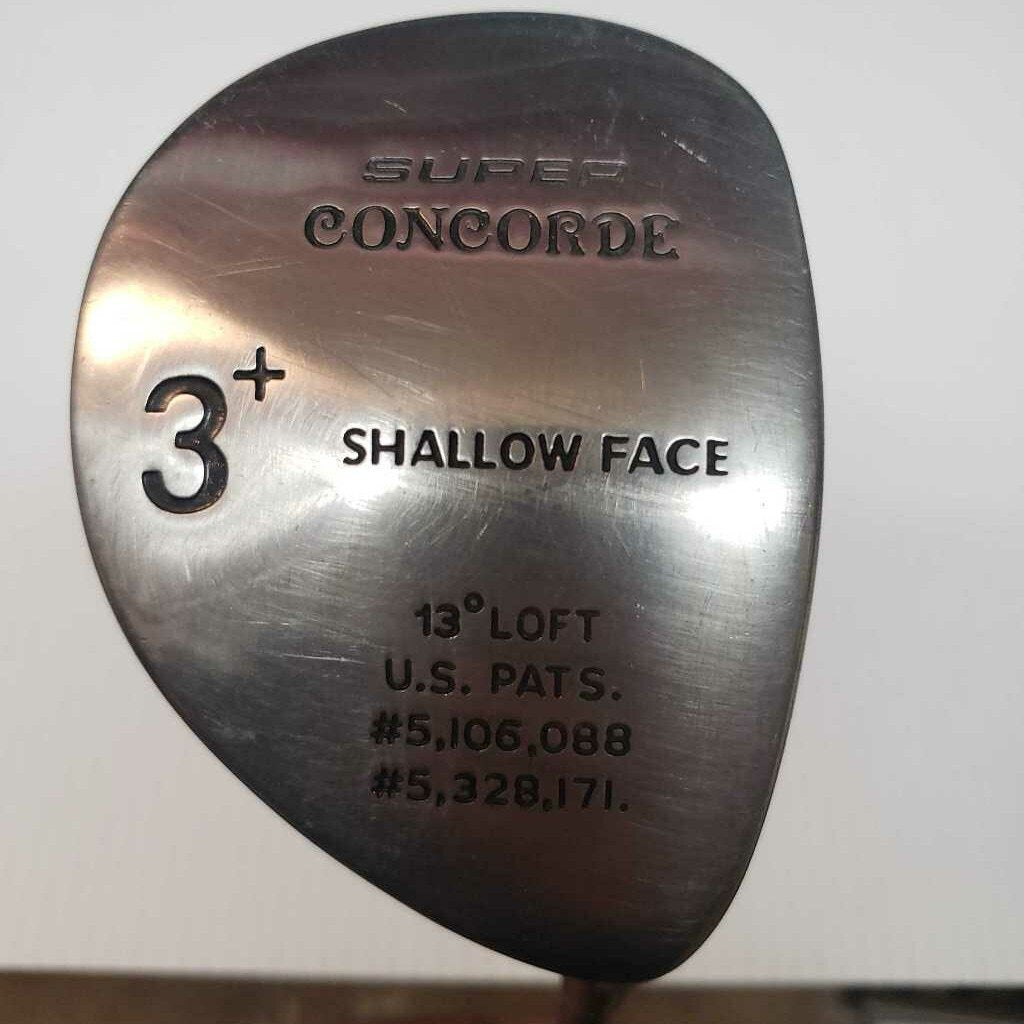 SUPER
CONCORDE
3+
SHALLOW FACE
13° LOFT
U.S. PATS.
#5,106,088
#5,328,171.